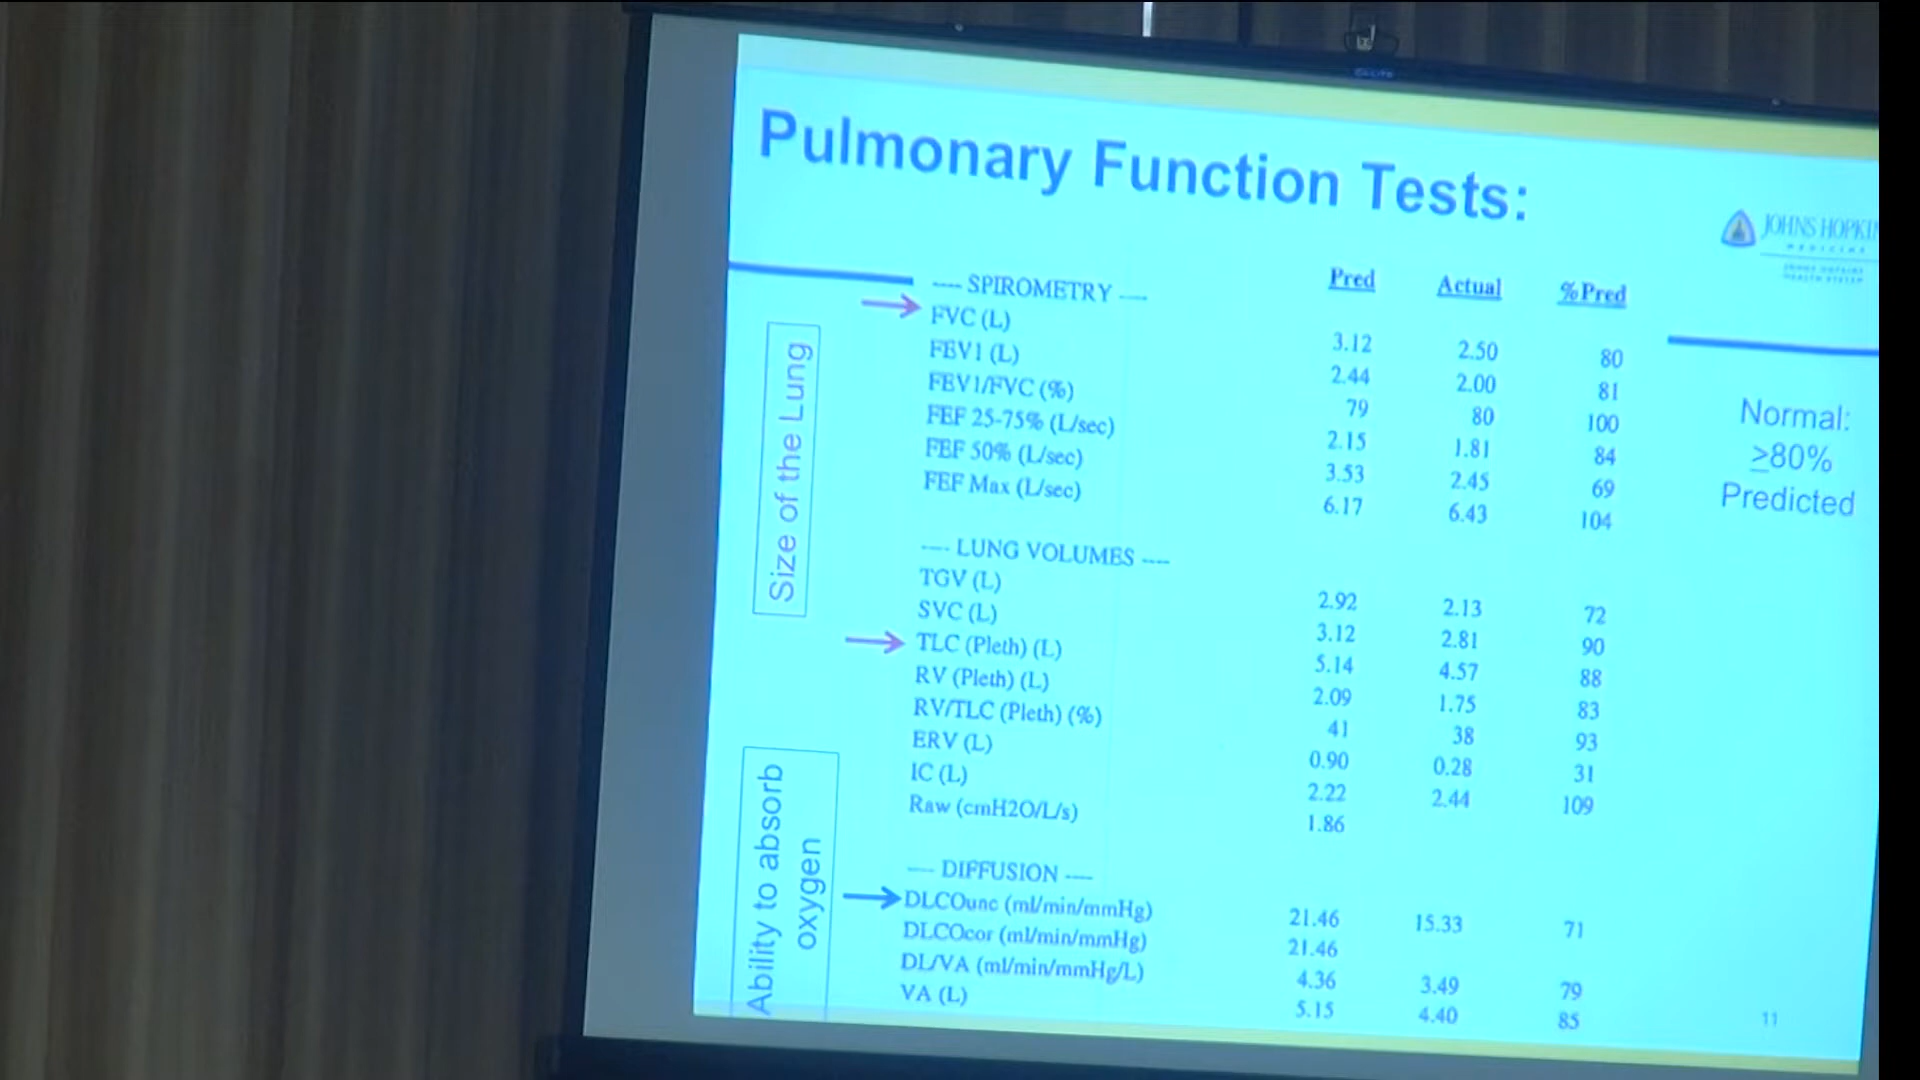 Pulmonary Function Tests:
JOHNS HOPKI
MEDICINE
JOHNS HOPKINS
HEALTH SYSTEM
Pred Actual %Pred
---- SPIROMETRY ----
FVC (L) 3.12 2.50 80
FEV1 (L) 2.44 2.00 81
FEV1/FVC (%) 79 80 100
FEF 25-75% (L/sec) 2.15 1.81 84
FEF 50% (L/sec) 3.53 2.45 69
FEF Max (L/sec) 6.17 6.43 104
---- LUNG VOLUMES ----
TGV (L) 2.92 2.13 72
SVC (L) 3.12 2.81 90
TLC (Pleth) (L) 5.14 4.57 88
RV (Pleth) (L) 2.09 1.75 83
RV/TLC (Pleth) (%) 41 38 93
ERV (L) 0.90 0.28 31
IC (L) 2.22 2.44 109
Raw (cmH2O/L/s) 1.86
---- DIFFUSION ----
DLCOunc (ml/min/mmHg) 21.46 15.33 71
DLCOcor (ml/min/mmHg) 21.46
DL/VA (ml/min/mmHg/L) 4.36 3.49 79
VA (L) 5.15 4.40 85
Size of the Lung
Ability to absorb
oxygen
Normal:
≥80%
Predicted
11